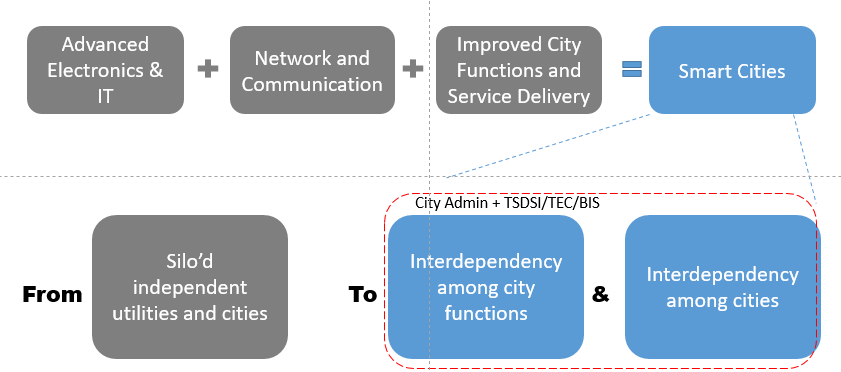 Advanced
Electronics &
IT
+
Network and
Communication
+
Improved City
Functions and
Service Delivery
=
Smart Cities
City Admin + TSDSI/TEC/BIS
From
Silo’d
independent
utilities and cities
To
Interdependency
among city
functions
&
Interdependency
among cities